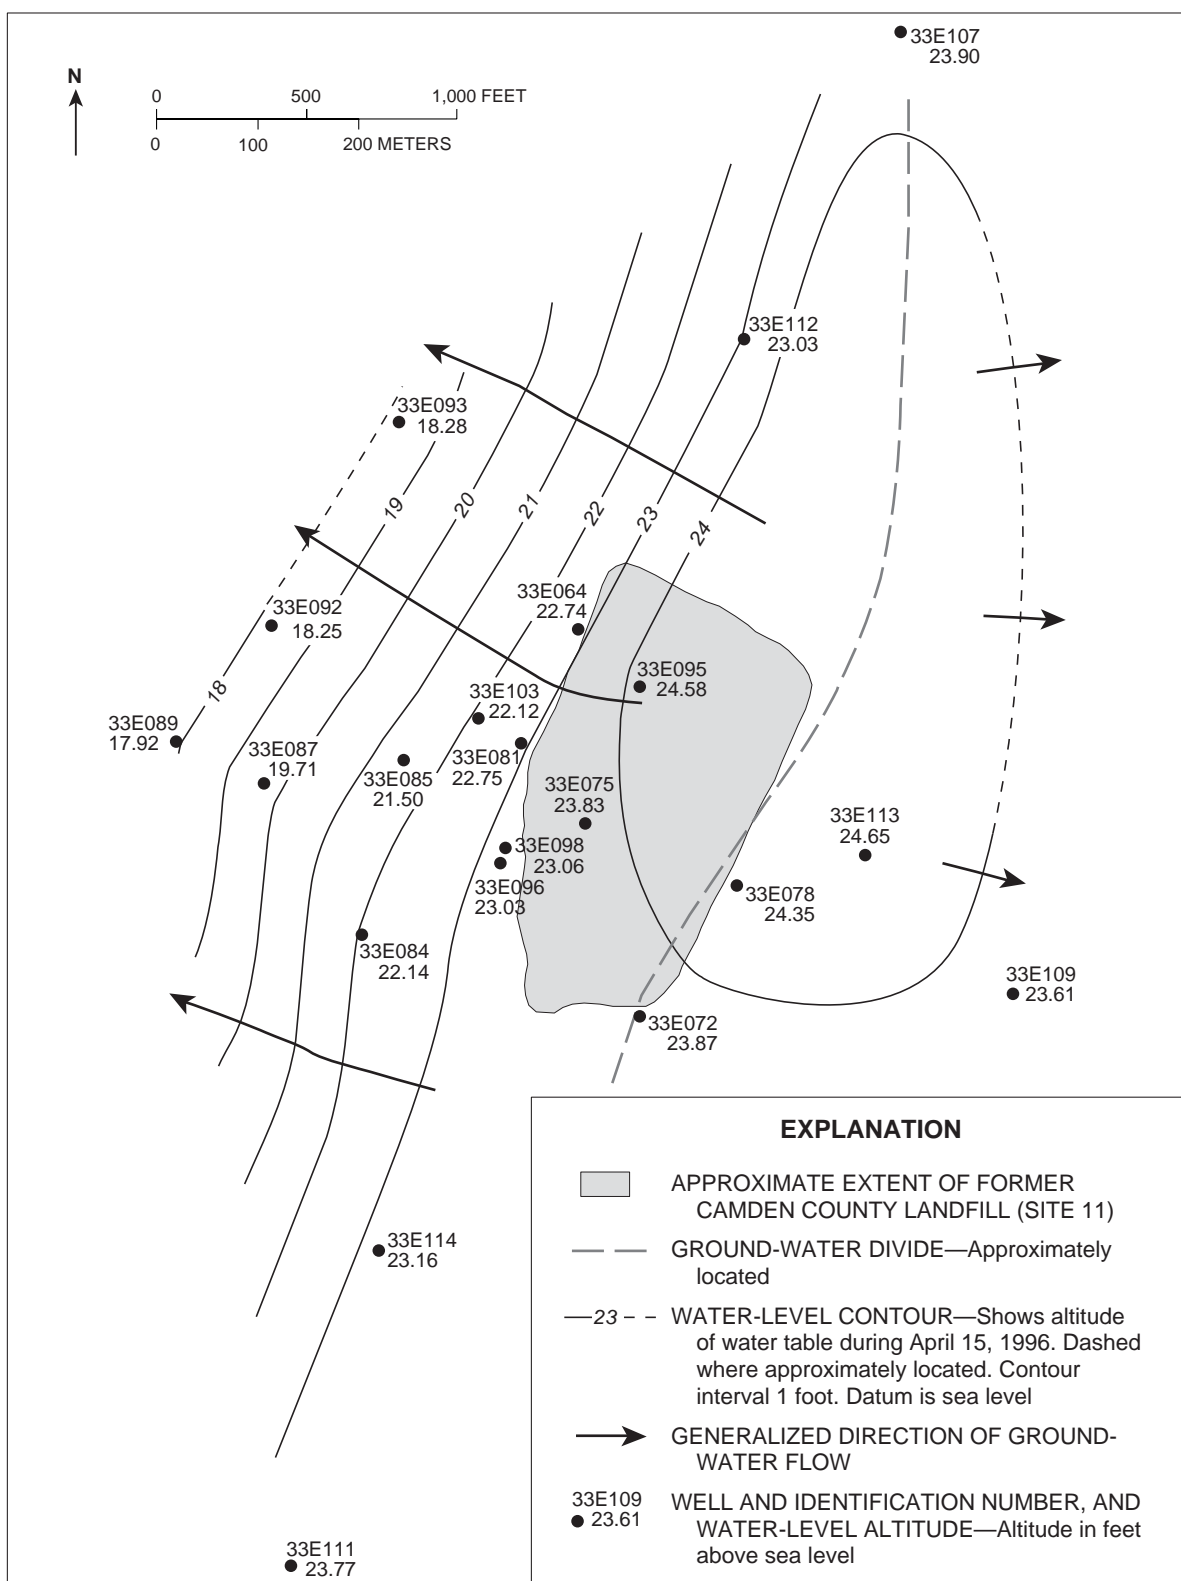 33E107
23.90
N
0 500 1,000 FEET
0 100 200 METERS
33E112
23.03
33E093
18.28
19
20
21
22
23
24
33E064
22.74
33E092
18.25
33E095
24.58
18
33E103
22.12
33E089
17.92
33E087
19.71
33E081
22.75
33E085
21.50
33E075
23.83
33E113
24.65
33E098
23.06
33E096
23.03
33E078
24.35
33E084
22.14
33E109
23.61
33E072
23.87
33E114
23.16
33E111
23.77
EXPLANATION
APPROXIMATE EXTENT OF FORMER
CAMDEN COUNTY LANDFILL (SITE 11)
GROUND-WATER DIVIDE—Approximately
located
23 WATER-LEVEL CONTOUR—Shows altitude
of water table during April 15, 1996. Dashed
where approximately located. Contour
interval 1 foot. Datum is sea level
GENERALIZED DIRECTION OF GROUND-
WATER FLOW
33E109
23.61
WELL AND IDENTIFICATION NUMBER, AND
WATER-LEVEL ALTITUDE—Altitude in feet
above sea level